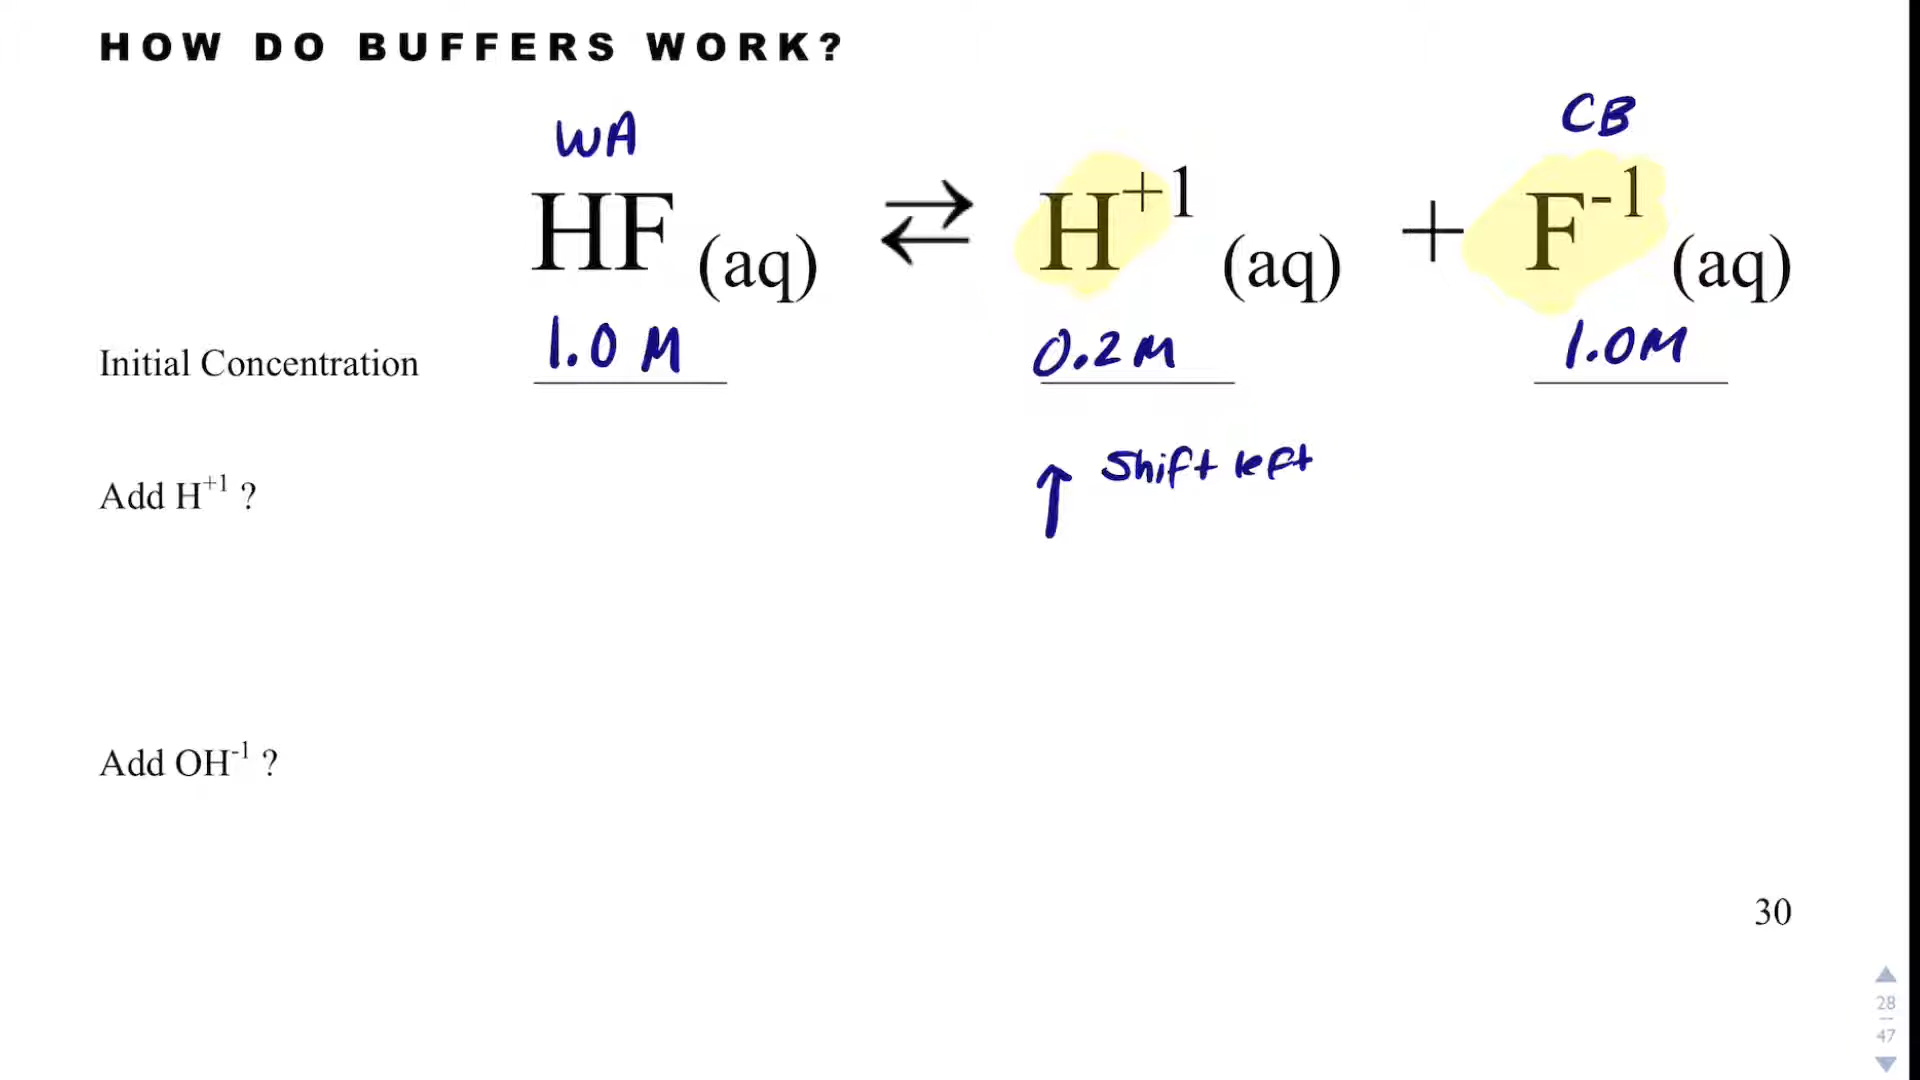 HOW DO BUFFERS WORK?
WA
CB
HF (aq) ⇄ H+1 (aq) + F-1 (aq)
Initial Concentration 1.0 M 0.2M 1.0M
Add H+1 ? ↑ Shift left
Add OH-1 ?
30
28
47